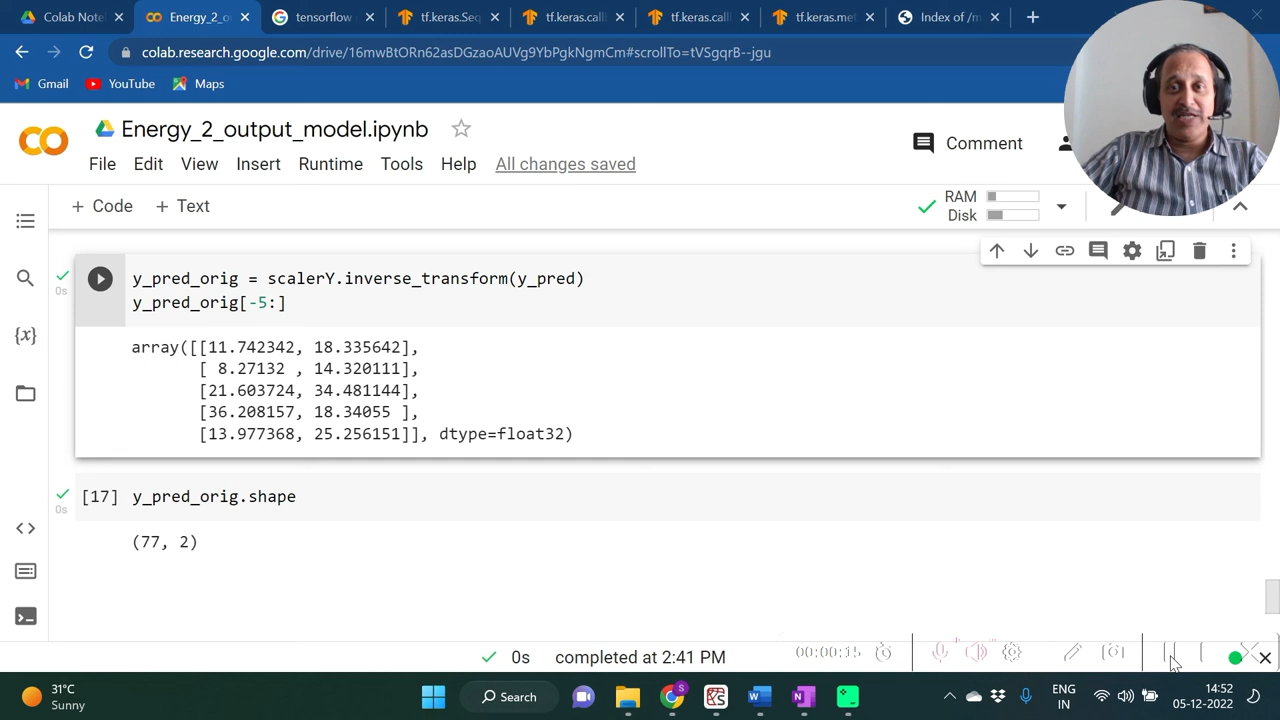 Colab Note
Energy_2_o
tensorflow
tf.keras.Seq
tf.keras.call
tf.keras.call
tf.keras.met
Index of /m
colab.research.google.com/drive/16mwBtORn62asDGzaoAUVg9YbPgkNgmCm#scrollTo=tVSgqrB--jgu
Gmail
YouTube
Maps
Energy_2_output_model.ipynb
Comment
File Edit View Insert Runtime Tools Help All changes saved
+ Code + Text
RAM
Disk
y_pred_orig = scalerY.inverse_transform(y_pred)
0s
y_pred_orig[-5:]
array([[11.742342, 18.335642],
[ 8.27132 , 14.320111],
{x}
[21.603724, 34.481144],
[36.208157, 18.34055 ],
[13.977368, 25.256151]], dtype=float32)
[17] y_pred_orig.shape
0s
(77, 2)
0s completed at 2:41 PM
00:00:15
31°C
Sunny
Search
ENG
IN
14:52
05-12-2022